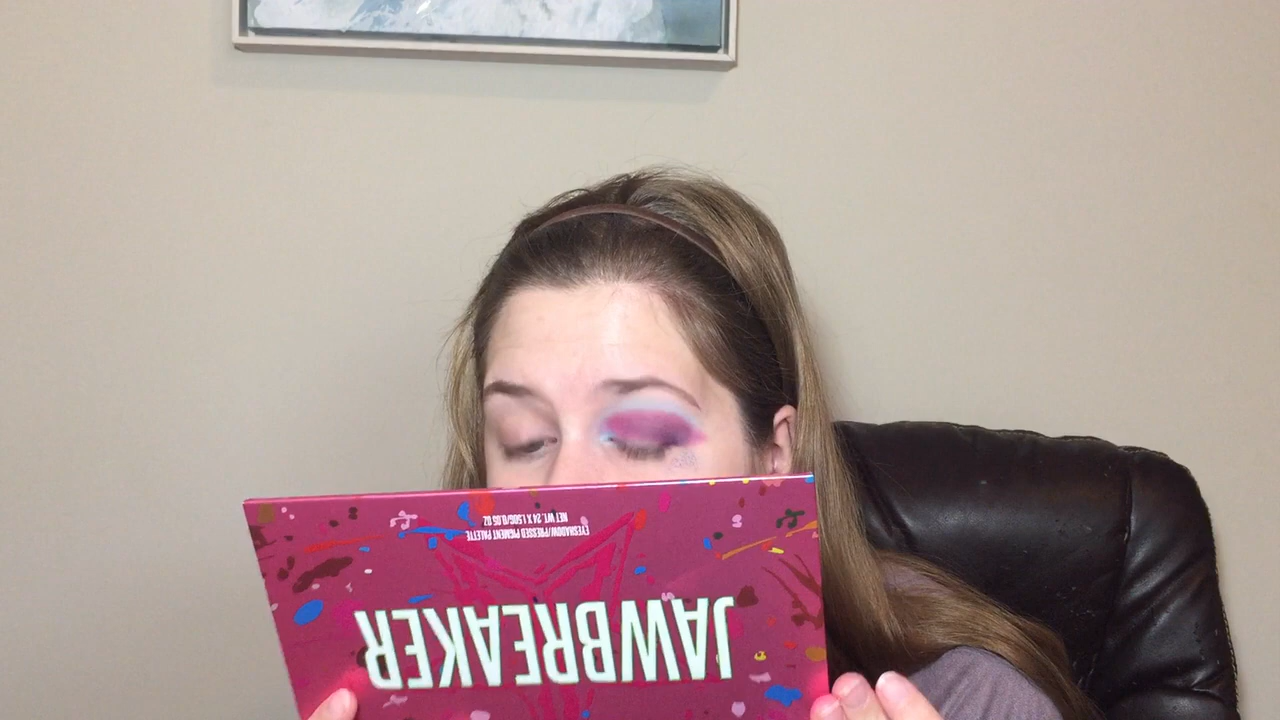 JAWBREAKER
EYESHADOW/PRESSED PIGMENT PALETTE
NET WT. 24 X 1.50G/0.05 OZ